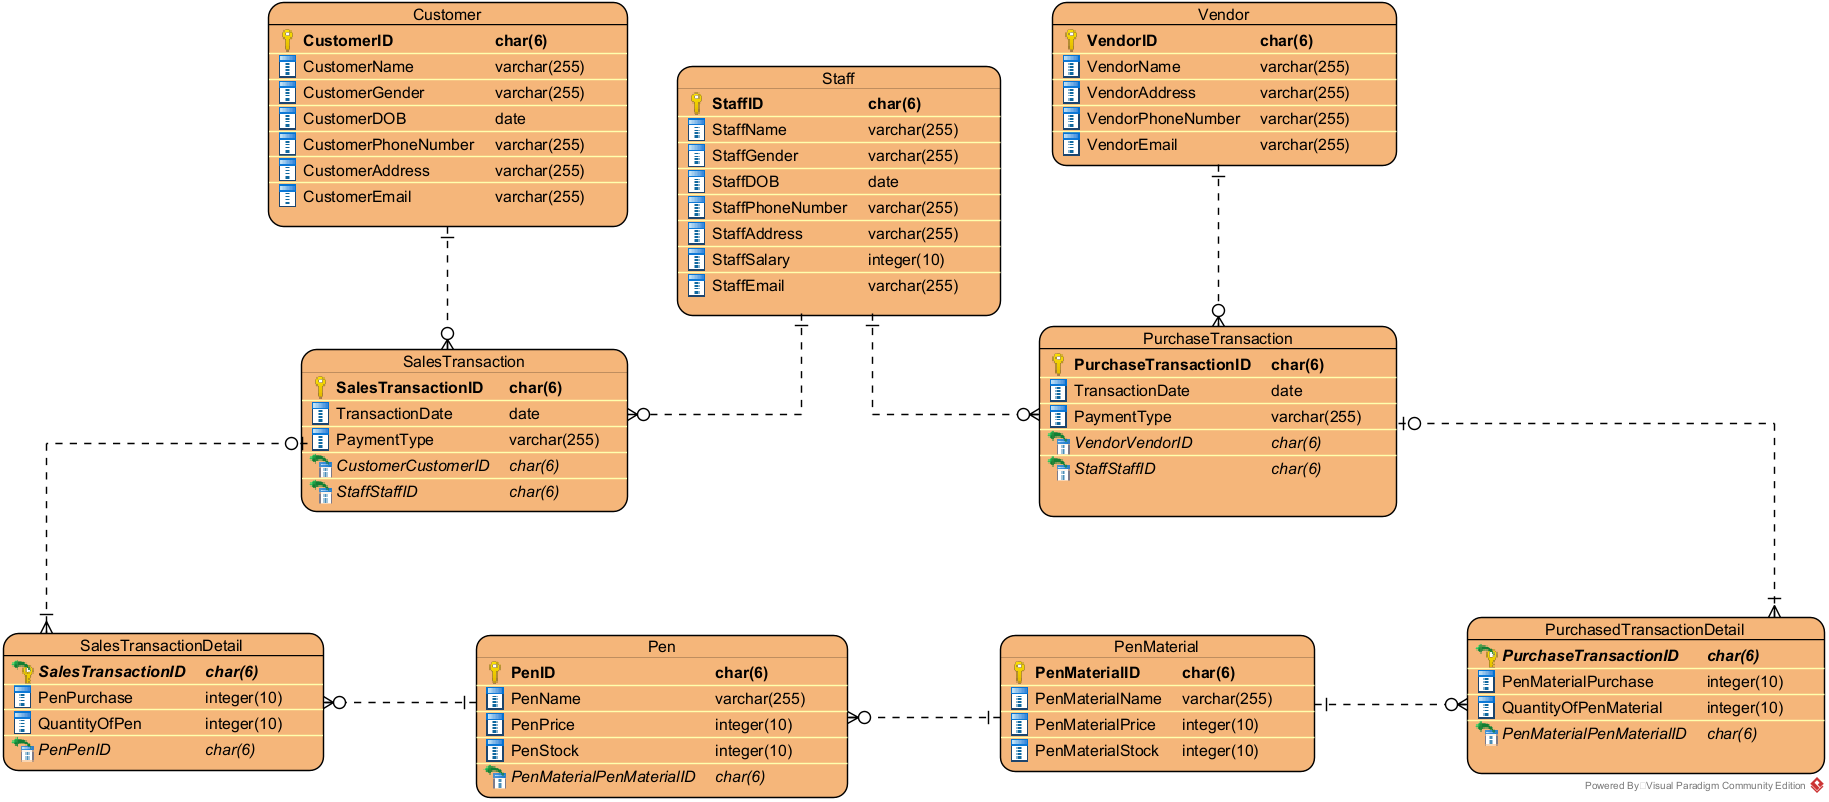 Customer
CustomerID char(6)
CustomerName varchar(255)
CustomerGender varchar(255)
CustomerDOB date
CustomerPhoneNumber varchar(255)
CustomerAddress varchar(255)
CustomerEmail varchar(255)
Staff
StaffID char(6)
StaffName varchar(255)
StaffGender varchar(255)
StaffDOB date
StaffPhoneNumber varchar(255)
StaffAddress varchar(255)
StaffSalary integer(10)
StaffEmail varchar(255)
Vendor
VendorID char(6)
VendorName varchar(255)
VendorAddress varchar(255)
VendorPhoneNumber varchar(255)
VendorEmail varchar(255)
SalesTransaction
SalesTransactionID char(6)
TransactionDate date
PaymentType varchar(255)
CustomerCustomerID char(6)
StaffStaffID char(6)
PurchaseTransaction
PurchaseTransactionID char(6)
TransactionDate date
PaymentType varchar(255)
VendorVendorID char(6)
StaffStaffID char(6)
SalesTransactionDetail
SalesTransactionID char(6)
PenPurchase integer(10)
QuantityOfPen integer(10)
PenPenID char(6)
Pen
PenID char(6)
PenName varchar(255)
PenPrice integer(10)
PenStock integer(10)
PenMaterialPenMaterialID char(6)
PenMaterial
PenMaterialID char(6)
PenMaterialName varchar(255)
PenMaterialPrice integer(10)
PenMaterialStock integer(10)
PurchasedTransactionDetail
PurchaseTransactionID char(6)
PenMaterialPurchase integer(10)
QuantityOfPenMaterial integer(10)
PenMaterialPenMaterialID char(6)
Powered By Visual Paradigm Community Edition